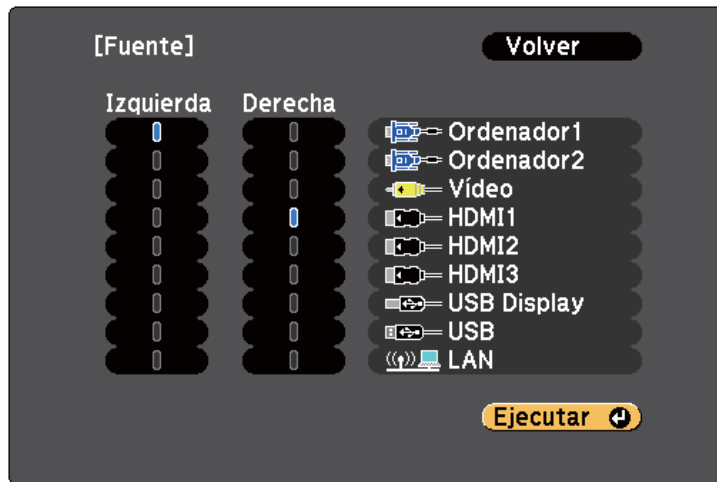 [Fuente]
Volver
Izquierda Derecha
Ordenador1
Ordenador2
Vídeo
HDMI1
HDMI2
HDMI3
USB Display
USB
LAN
Ejecutar